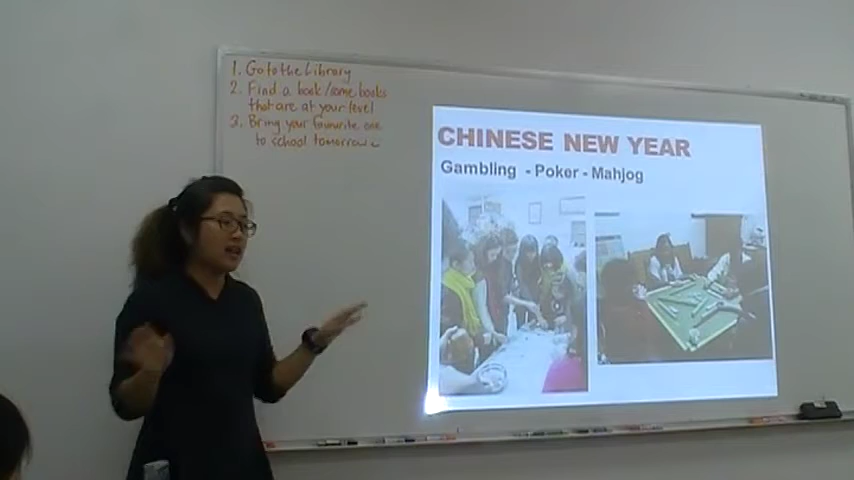 1. Go to the Library
2. Find a book/some books
that are at your level
3. Bring your favourite one
to school tomorrow
CHINESE NEW YEAR
Gambling - Poker - Mahjog